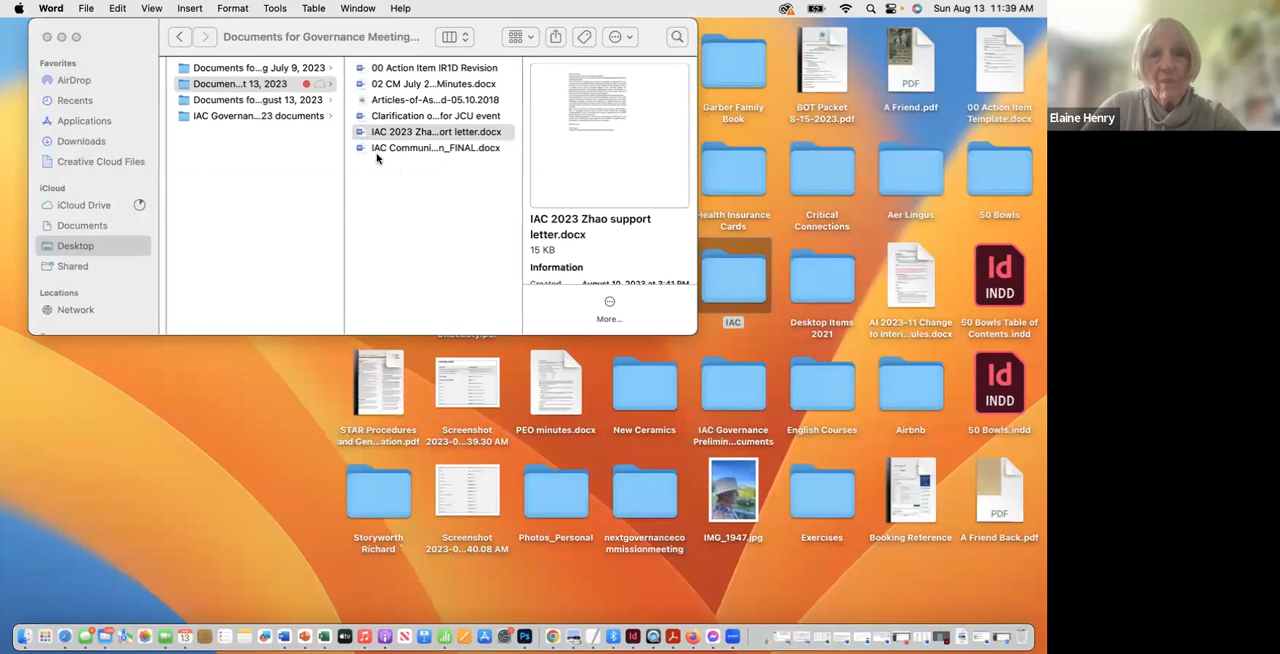 Word File Edit View Insert Format Tools Table Window Help
Sun Aug 13 11:39 AM
Documents for Governance Meeting...
Favorites
AirDrop
Recents
Applications
Downloads
Creative Cloud Files
iCloud
iCloud Drive
Documents
Desktop
Shared
Locations
Network
Documents fo...g July 2023
Documen...t 13, 2023
Documents fo...gust 13, 2023
IAC Governan...23 documents
00 Action Item IR1D Revision
02 CM July 2...Minutes.docx
Articles-of-As...d-05.10.2018
Clarification o...for JCU event
IAC 2023 Zha...ort letter.docx
IAC Communi...n_FINAL.docx
IAC 2023 Zhao support
letter.docx
15 KB
Information
More...
Garber Family
Book
BOT Packet
8-15-2023.pdf
PDF
A Friend.pdf
00 Action Item
Template.docx
Health Insurance
Cards
Critical
Connections
Aer Lingus
50 Bowls
IAC
Desktop Items
2021
AI 2023-11 Change
to Interi...ules.docx
Id
INDD
50 Bowls Table of
Contents.indd
STAR Procedures
and Gen...ation.pdf
Screenshot
2023-0...39.30 AM
PEO minutes.docx
New Ceramics
IAC Governance
Prelimin...cuments
English Courses
Airbnb
Id
INDD
50 Bowls.indd
Storyworth
Richard
Screenshot
2023-0...40.08 AM
Photos_Personal
nextgovernanceco
mmissionmeeting
IMG_1947.jpg
Exercises
Booking Reference
PDF
A Friend Back.pdf
Elaine Henry